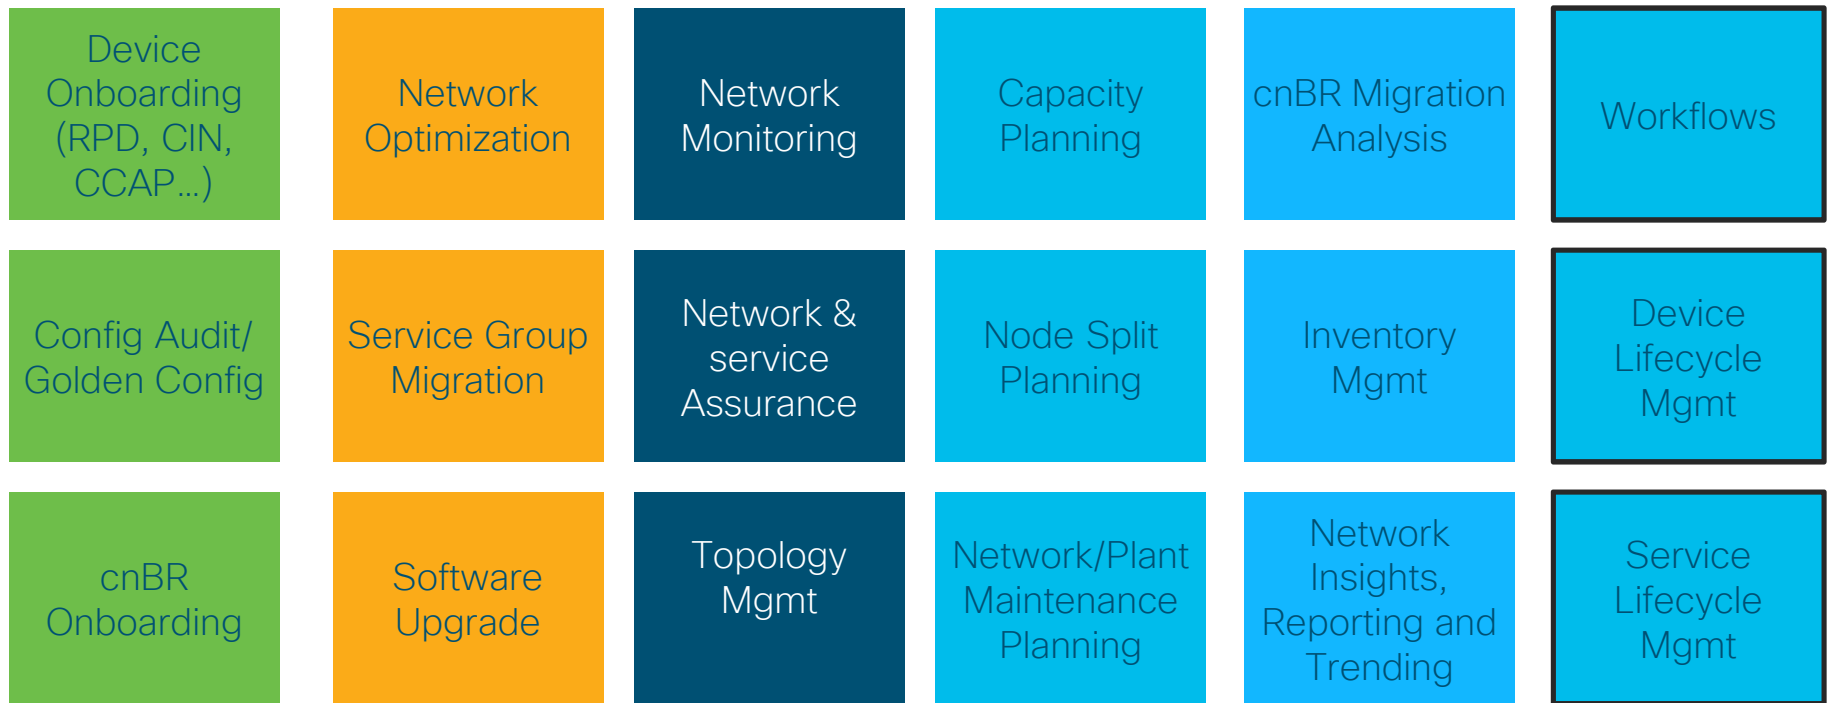 Device
Onboarding
(RPD, CIN,
CCAP...)
Network
Optimization
Network
Monitoring
Capacity
Planning
cnBR Migration
Analysis
Workflows
Config Audit/
Golden Config
Service Group
Migration
Network &
service
Assurance
Node Split
Planning
Inventory
Mgmt
Device
Lifecycle
Mgmt
cnBR
Onboarding
Software
Upgrade
Topology
Mgmt
Network/Plant
Maintenance
Planning
Network
Insights,
Reporting and
Trending
Service
Lifecycle
Mgmt